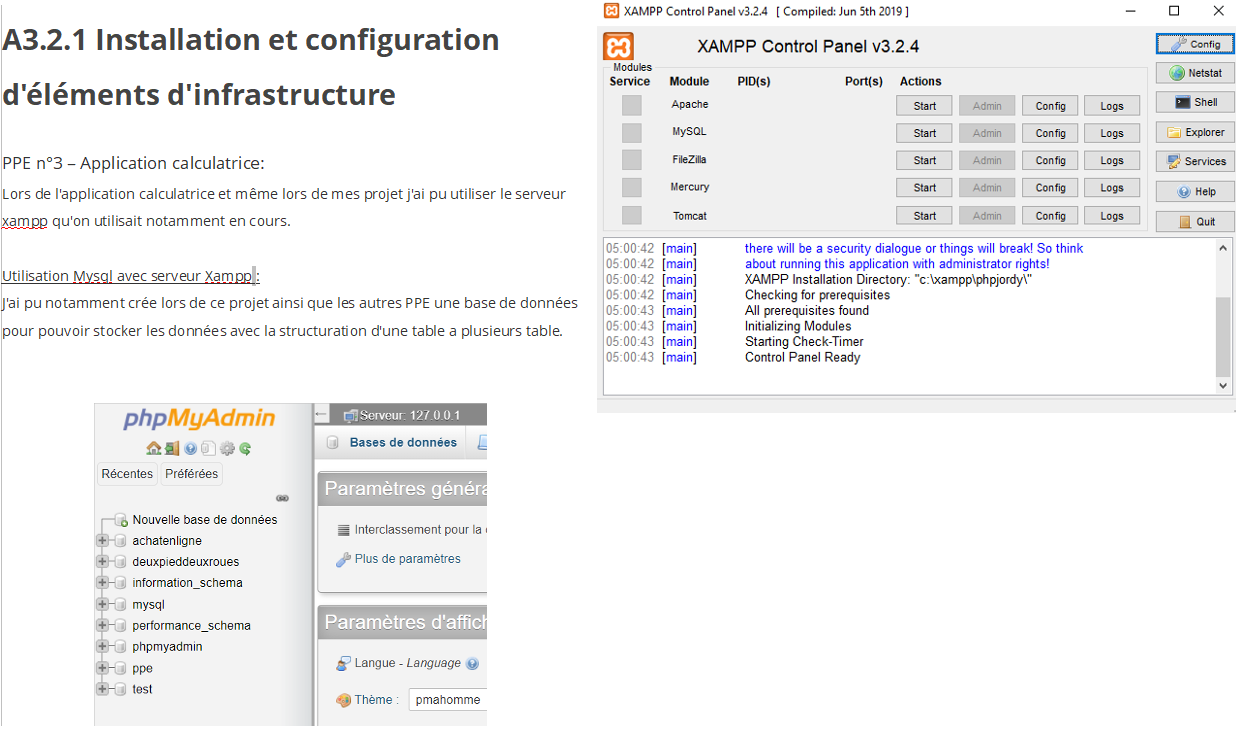 A3.2.1 Installation et configuration
d'éléments d'infrastructure
PPE n°3 – Application calculatrice:
Lors de l'application calculatrice et même lors de mes projet j'ai pu utiliser le serveur
xampp qu'on utilisait notamment en cours.
Utilisation Mysql avec serveur Xampp :
J'ai pu notamment crée lors de ce projet ainsi que les autres PPE une base de données
pour pouvoir stocker les données avec la structuration d'une table a plusieurs table.
phpMyAdmin
Récentes Préférées
Nouvelle base de données
achatenligne
deuxpieddeuxroues
information_schema
mysql
performance_schema
phpmyadmin
ppe
test
Serveur: 127.0.0.1
Bases de données
Paramètres généra
Interclassement pour la c
Plus de paramètres
Paramètres d'affich
Langue - Language
Thème : pmahomme
XAMPP Control Panel v3.2.4 [ Compiled: Jun 5th 2019 ]
XAMPP Control Panel v3.2.4
Modules
Service Module PID(s) Port(s) Actions
Apache Start Admin Config Logs
MySQL Start Admin Config Logs
FileZilla Start Admin Config Logs
Mercury Start Admin Config Logs
Tomcat Start Admin Config Logs
Config
Netstat
Shell
Explorer
Services
Help
Quit
05:00:42 [main] there will be a security dialogue or things will break! So think
05:00:42 [main] about running this application with administrator rights!
05:00:42 [main] XAMPP Installation Directory: "c:\xampp\phpjordy\"
05:00:42 [main] Checking for prerequisites
05:00:43 [main] All prerequisites found
05:00:43 [main] Initializing Modules
05:00:43 [main] Starting Check-Timer
05:00:43 [main] Control Panel Ready